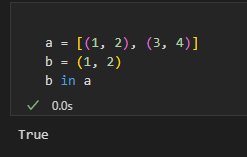 a = [(1, 2), (3, 4)]
b = (1, 2)
b in a
0.0s
True